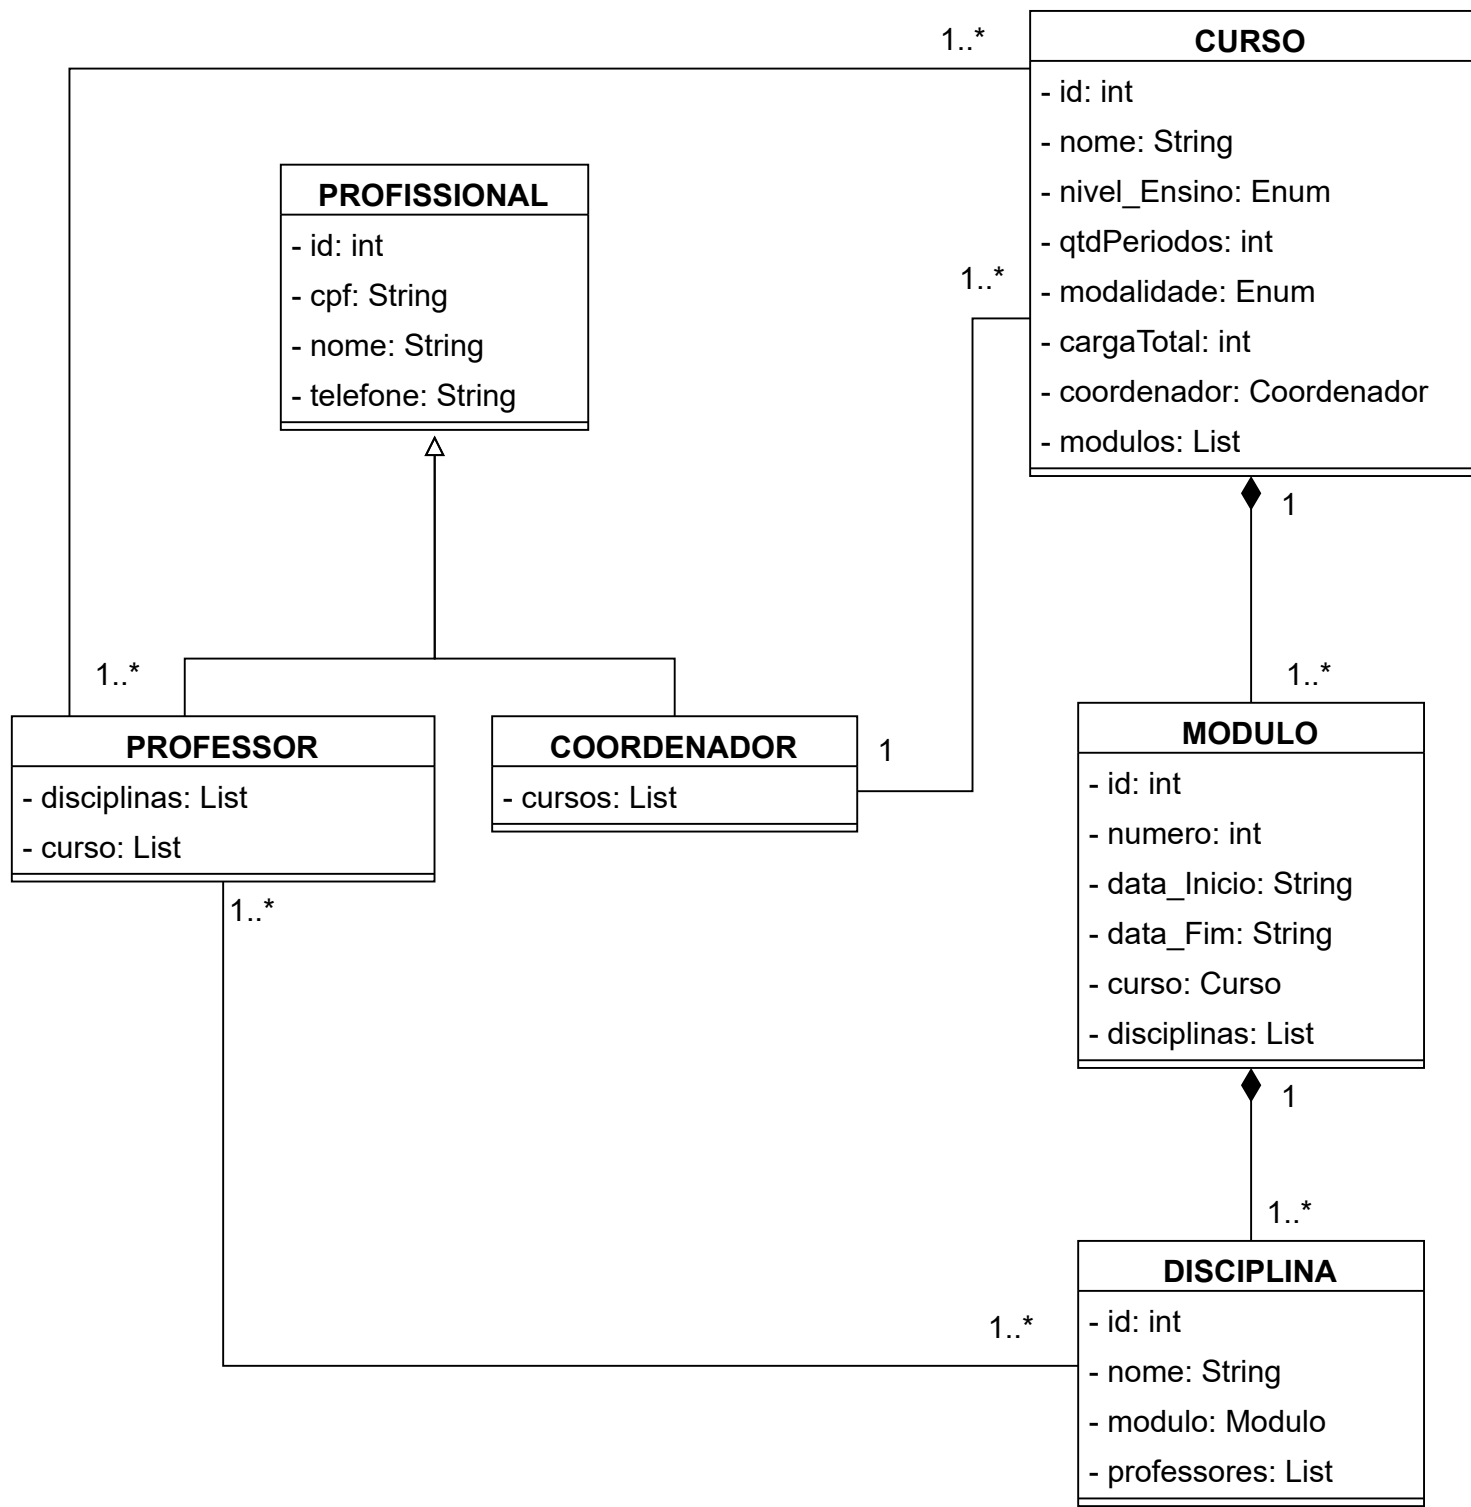 1..*
CURSO
- id: int
- nome: String
- nivel_Ensino: Enum
- qtdPeriodos: int
- modalidade: Enum
- cargaTotal: int
- coordenador: Coordenador
- modulos: List
PROFISSIONAL
- id: int
- cpf: String
- nome: String
- telefone: String
1..*
1
1..*
1..*
PROFESSOR
- disciplinas: List
- curso: List
1..*
COORDENADOR
- cursos: List
1
MODULO
- id: int
- numero: int
- data_Inicio: String
- data_Fim: String
- curso: Curso
- disciplinas: List
1
1..*
1..*
DISCIPLINA
- id: int
- nome: String
- modulo: Modulo
- professores: List